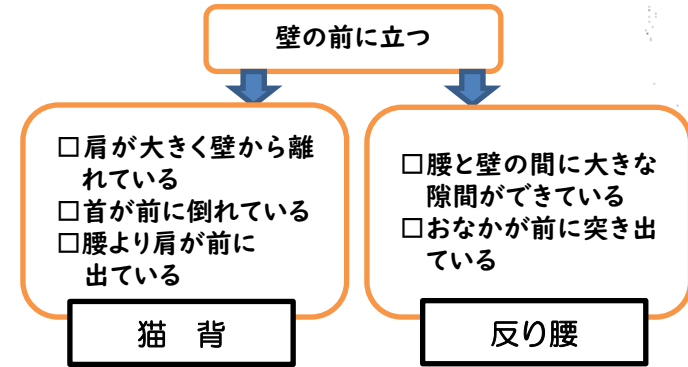 壁の前に立つ
□肩が大きく壁から離
れている
□首が前に倒れている
□腰より肩が前に
出ている
猫 背
□腰と壁の間に大きな
隙間ができている
□おなかが前に突き出
ている
反り腰